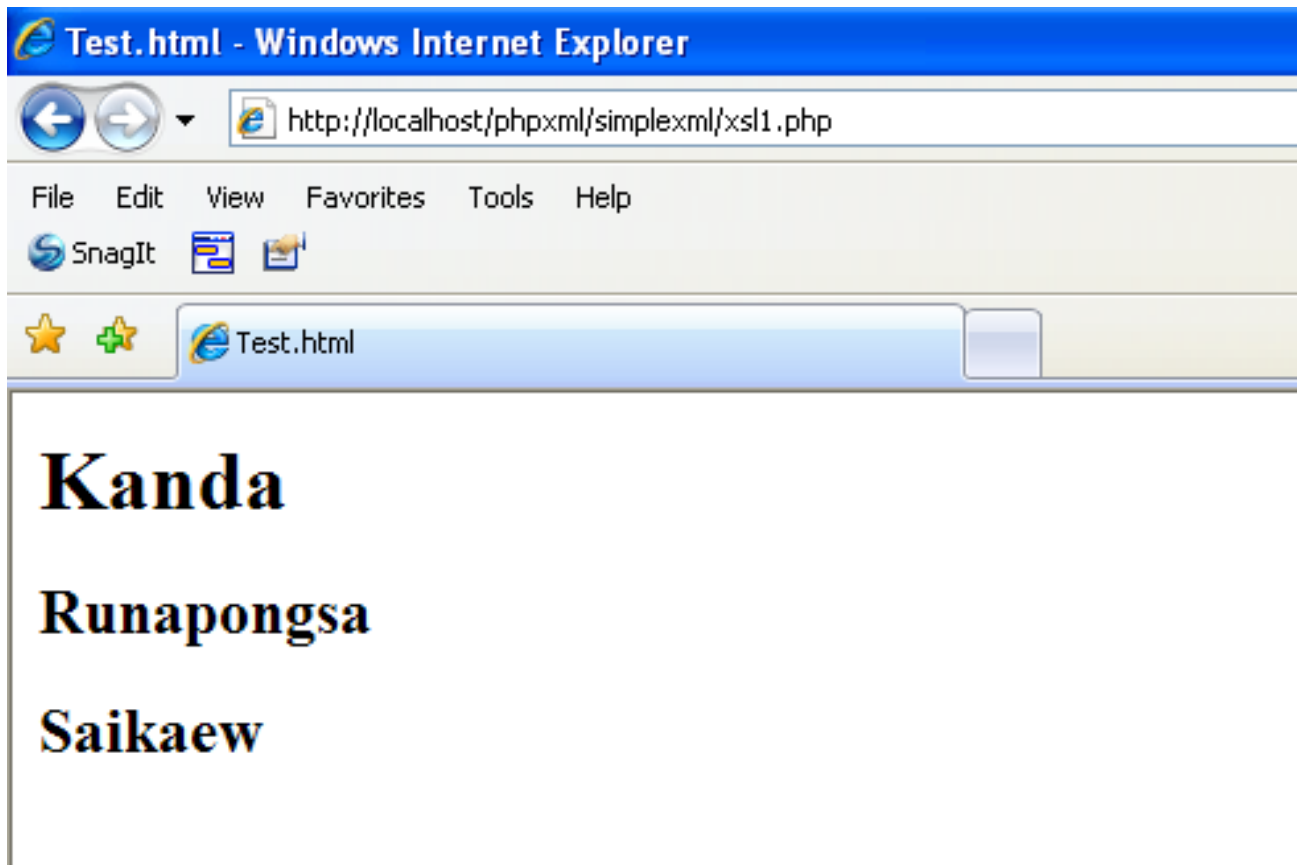 Test.html - Windows Internet Explorer
http://localhost/phpxml/simplexml/xsl1.php
File Edit View Favorites Tools Help
SnagIt
Test.html
Kanda
Runapongsa
Saikaew